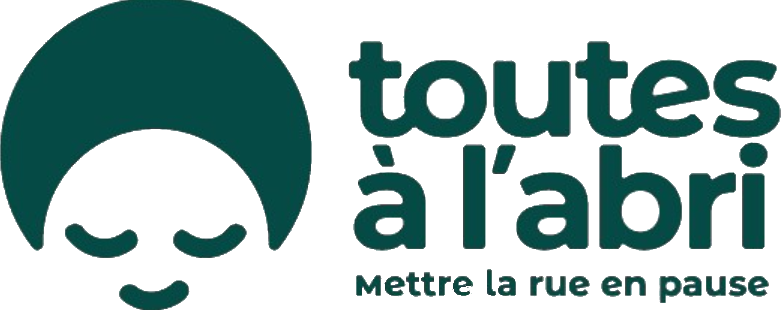 toutes
à l'abri
Mettre la rue en pause